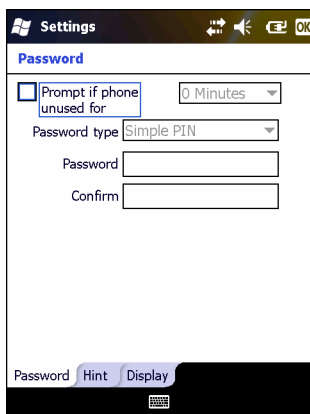 Settings
OK
Password
Prompt if phone
unused for
0 Minutes
Password type
Simple PIN
Password
Confirm
Password
Hint
Display